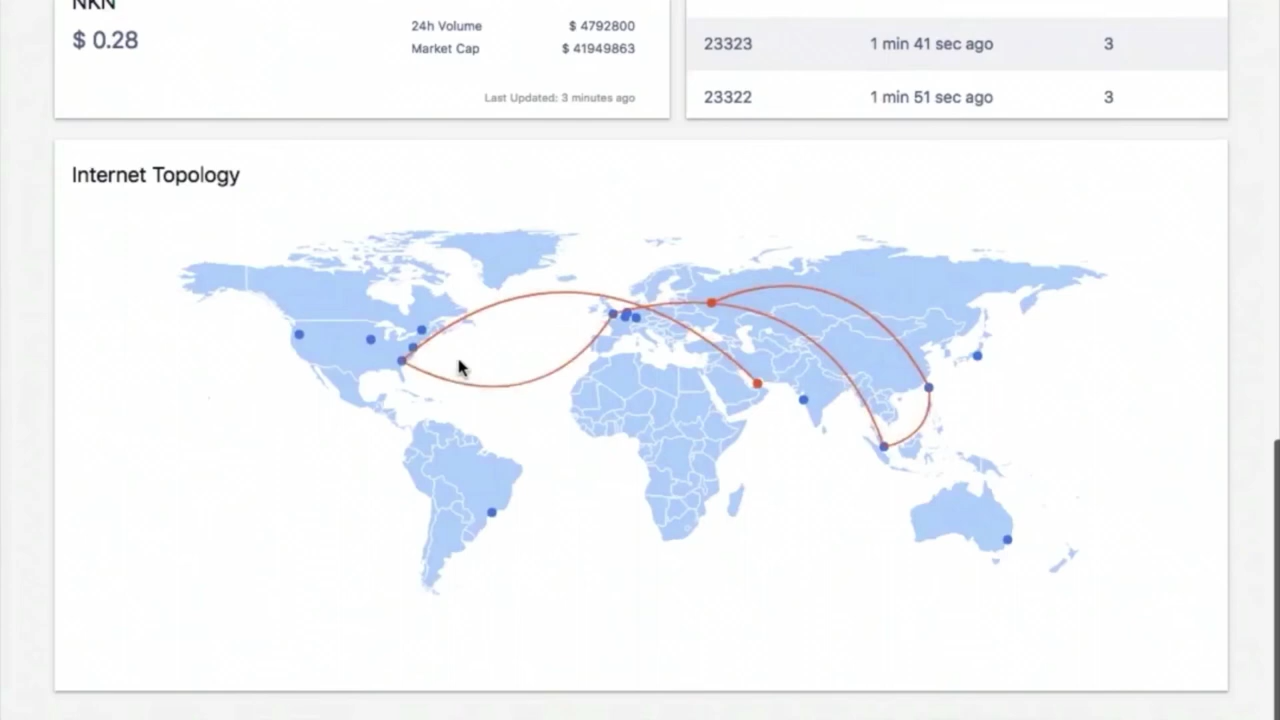 NKN
$ 0.28
24h Volume $ 4792800
Market Cap $ 41949863
Last Updated: 3 minutes ago
23323 1 min 41 sec ago 3
23322 1 min 51 sec ago 3
Internet Topology